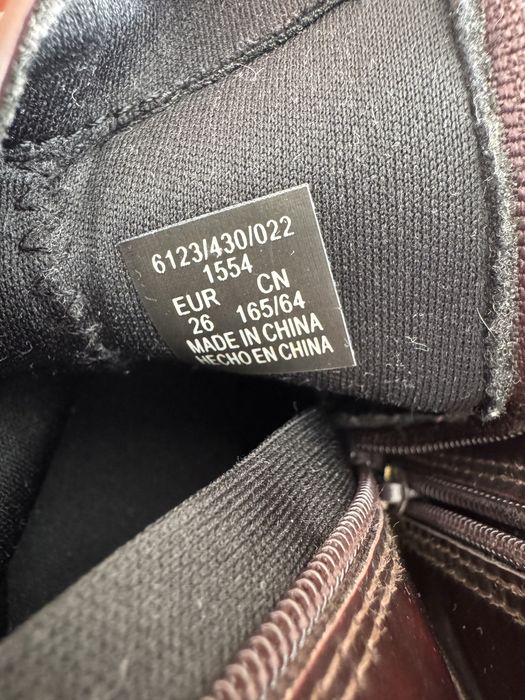 6123/430/022
1554
EUR CN
26 165/64
MADE IN CHINA
HECHO EN CHINA